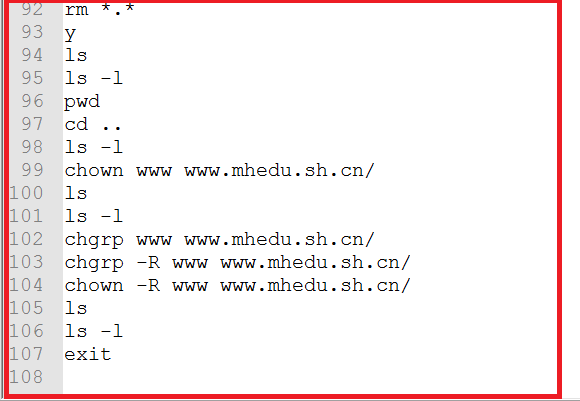 92 rm *.*
93 y
94 ls
95 ls -l
96 pwd
97 cd ..
98 ls -l
99 chown www www.mhedu.sh.cn/
100 ls
101 ls -l
102 chgrp www www.mhedu.sh.cn/
103 chgrp -R www www.mhedu.sh.cn/
104 chown -R www www.mhedu.sh.cn/
105 ls
106 ls -l
107 exit
108